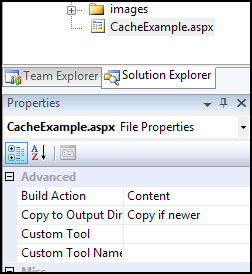 images
CacheExample.aspx
Team Explorer Solution Explorer
Properties
CacheExample.aspx File Properties
Advanced
Build Action Content
Copy to Output Dir Copy if newer
Custom Tool
Custom Tool Name
Misc